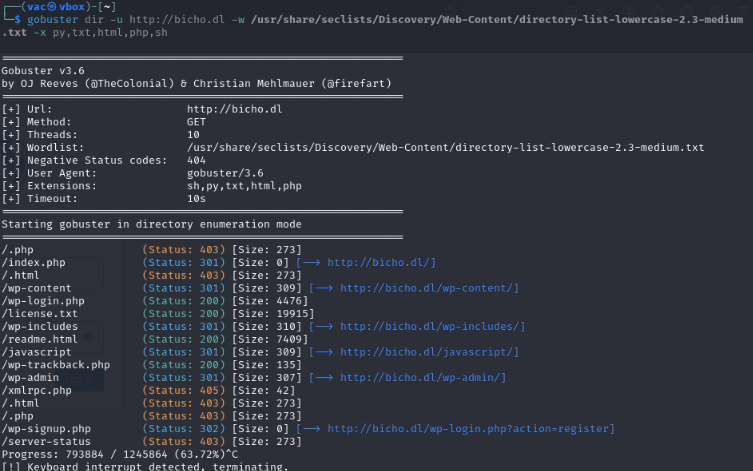 ┌──(vac㉿vbox)-[~]
└─$ gobuster dir -u http://bicho.dl -w /usr/share/seclists/Discovery/Web-Content/directory-list-lowercase-2.3-medium
.txt -x py,txt,html,php,sh
===============================================================
Gobuster v3.6
by OJ Reeves (@TheColonial) & Christian Mehlmauer (@firefart)
===============================================================
[+] Url:                     http://bicho.dl
[+] Method:                  GET
[+] Threads:                 10
[+] Wordlist:                /usr/share/seclists/Discovery/Web-Content/directory-list-lowercase-2.3-medium.txt
[+] Negative Status codes:   404
[+] User Agent:              gobuster/3.6
[+] Extensions:              sh,py,txt,html,php
[+] Timeout:                 10s
===============================================================
Starting gobuster in directory enumeration mode
===============================================================
/.php                 (Status: 403) [Size: 273]
/index.php            (Status: 301) [Size: 0] [--> http://bicho.dl/]
/.html                (Status: 403) [Size: 273]
/wp-content           (Status: 301) [Size: 309] [--> http://bicho.dl/wp-content/]
/wp-login.php         (Status: 200) [Size: 4476]
/license.txt          (Status: 200) [Size: 19915]
/wp-includes          (Status: 301) [Size: 310] [--> http://bicho.dl/wp-includes/]
/readme.html          (Status: 200) [Size: 7409]
/javascript           (Status: 301) [Size: 309] [--> http://bicho.dl/javascript/]
/wp-trackback.php     (Status: 200) [Size: 135]
/wp-admin             (Status: 301) [Size: 307] [--> http://bicho.dl/wp-admin/]
/xmlrpc.php           (Status: 405) [Size: 42]
/.html                (Status: 403) [Size: 273]
/.php                 (Status: 403) [Size: 273]
/wp-signup.php        (Status: 302) [Size: 0] [--> http://bicho.dl/wp-login.php?action=register]
/server-status        (Status: 403) [Size: 273]
Progress: 793884 / 1245864 (63.72%)^C
[!] Keyboard interrupt detected, terminating.